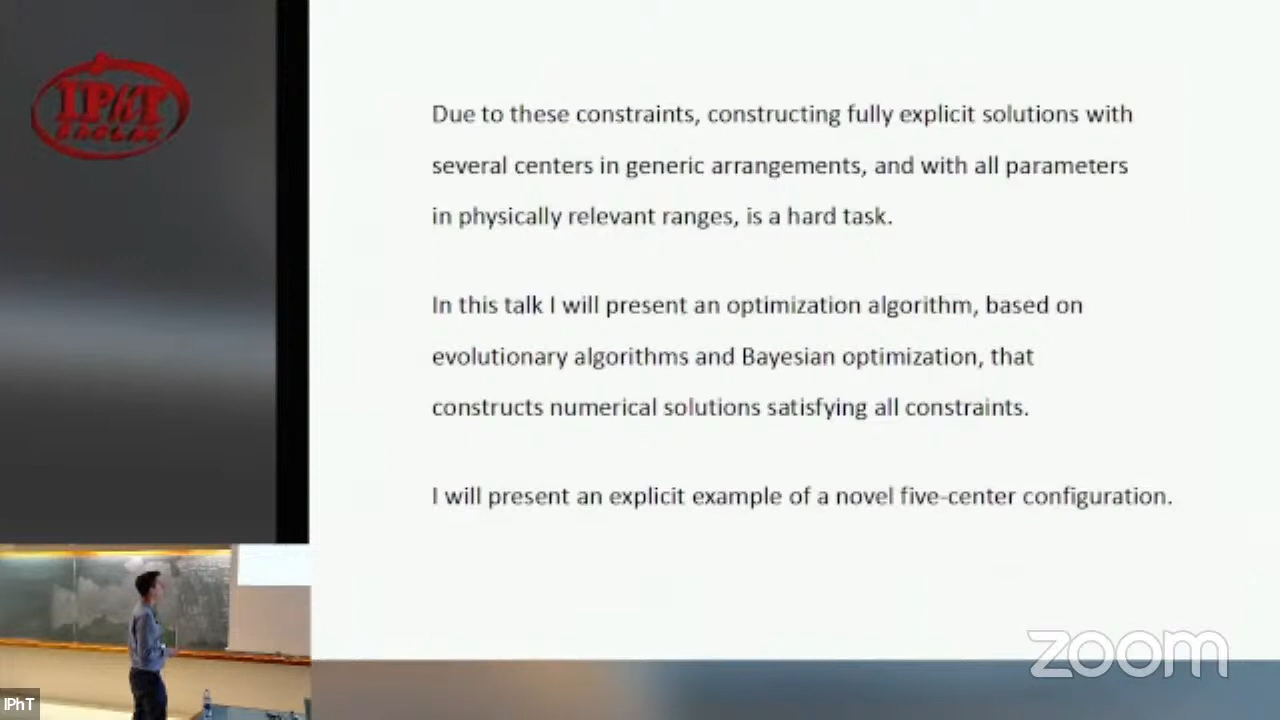 IPhT
Saclay
Due to these constraints, constructing fully explicit solutions with
several centers in generic arrangements, and with all parameters
in physically relevant ranges, is a hard task.
In this talk I will present an optimization algorithm, based on
evolutionary algorithms and Bayesian optimization, that
constructs numerical solutions satisfying all constraints.
I will present an explicit example of a novel five-center configuration.
zoom
IPhT